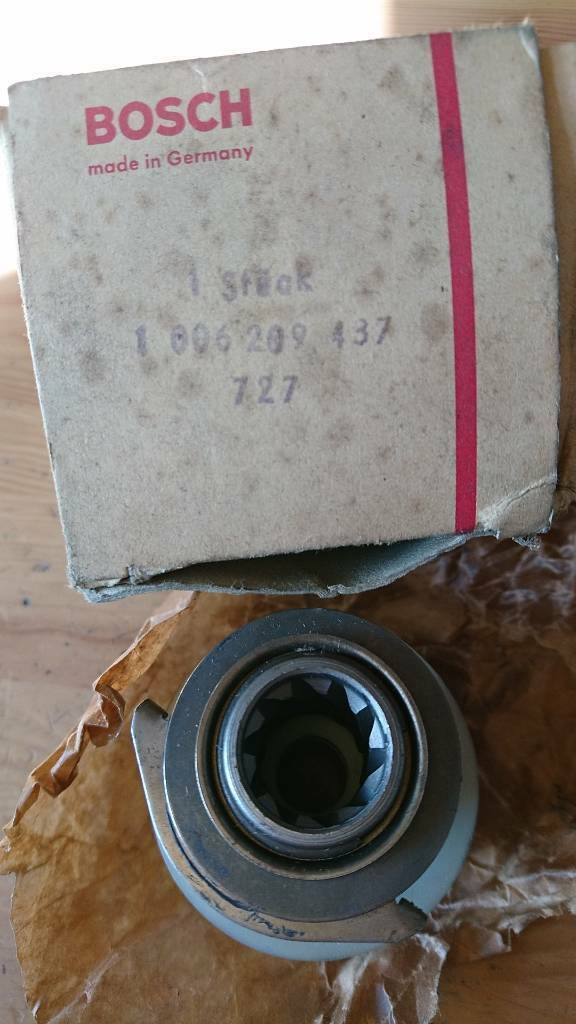 BOSCH
made in Germany
1 Stück
1 006 209 437
727